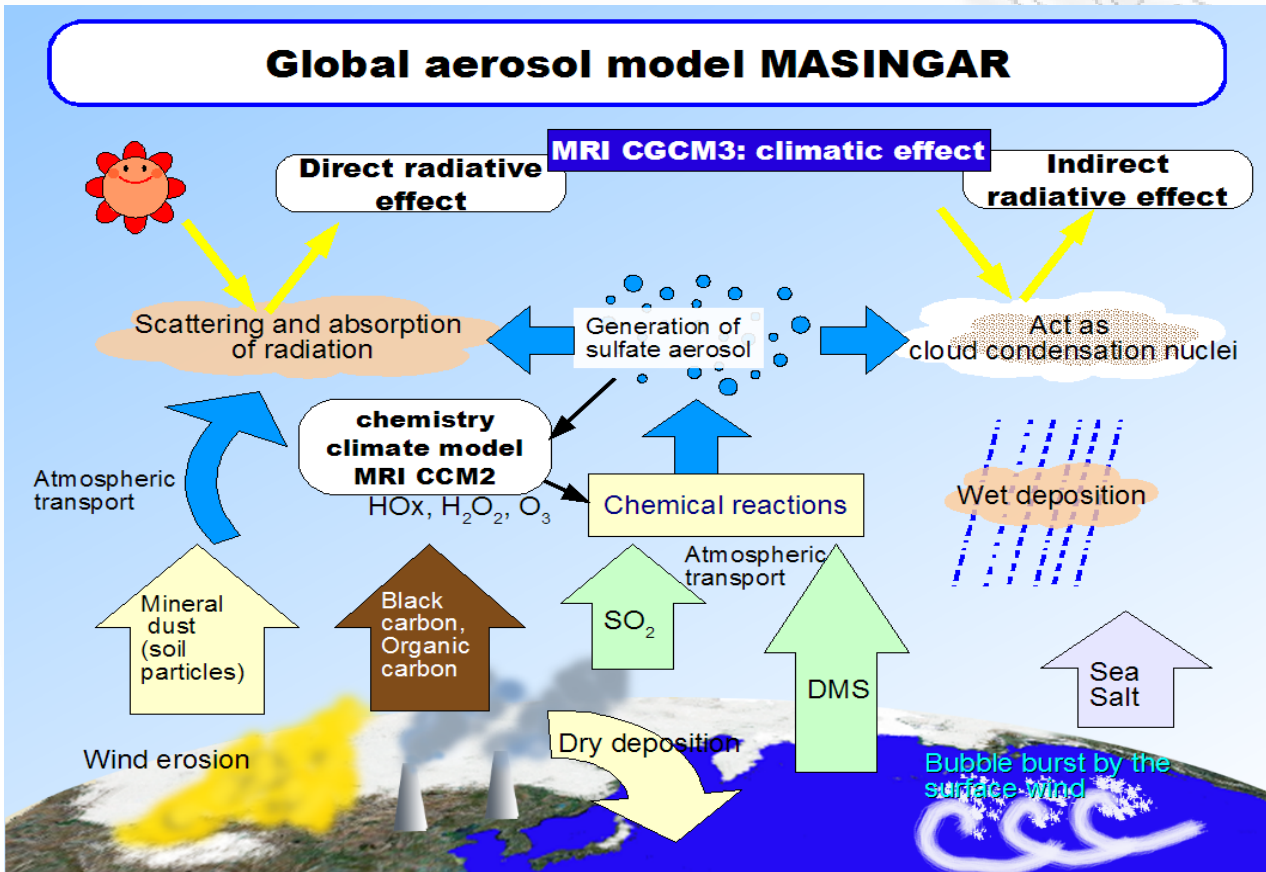 Global aerosol model MASINGAR
MRI CGCM3: climatic effect
Direct radiative
effect
Indirect
radiative effect
Scattering and absorption
of radiation
Generation of
sulfate aerosol
Act as
cloud condensation nuclei
chemistry
climate model
MRI CCM2
HOx, H₂O₂, O₃
Chemical reactions
Atmospheric
transport
Wet deposition
Atmospheric
transport
Mineral
dust
(soil
particles)
Black
carbon,
Organic
carbon
SO₂
DMS
Sea
Salt
Wind erosion
Dry deposition
Bubble burst by the
surface wind